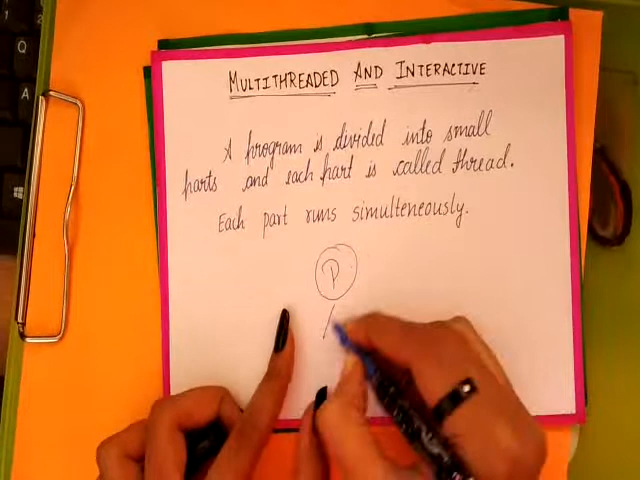 MULTITHREADED AND INTERACTIVE
A program is divided into small
parts and each part is called thread.
Each part runs simulteneously.
P